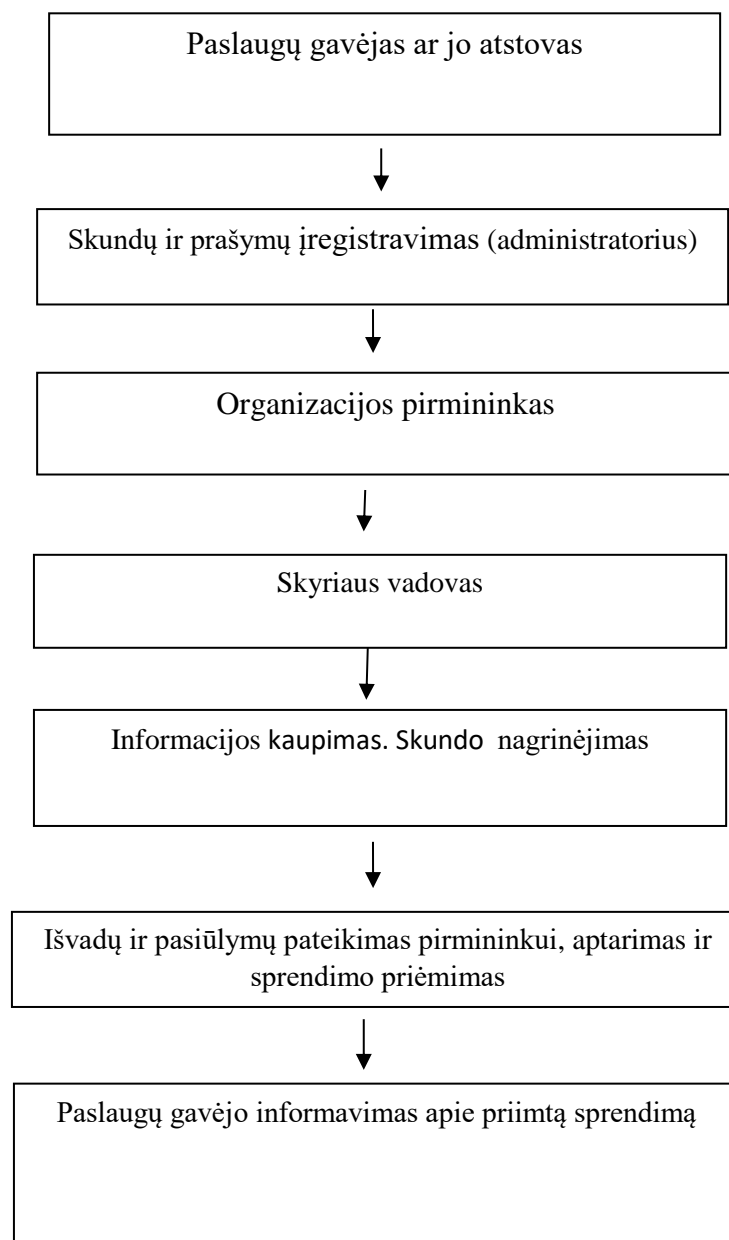 Paslaugų gavėjas ar jo atstovas
Skundų ir prašymų įregistravimas (administratorius)
Organizacijos pirmininkas
Skyriaus vadovas
Informacijos kaupimas. Skundo nagrinėjimas
Išvadų ir pasiūlymų pateikimas pirmininkui, aptarimas ir
sprendimo priėmimas
Paslaugų gavėjo informavimas apie priimtą sprendimą